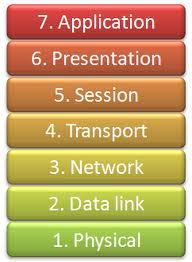 7. Application
6. Presentation
5. Session
4. Transport
3. Network
2. Data link
1. Physical